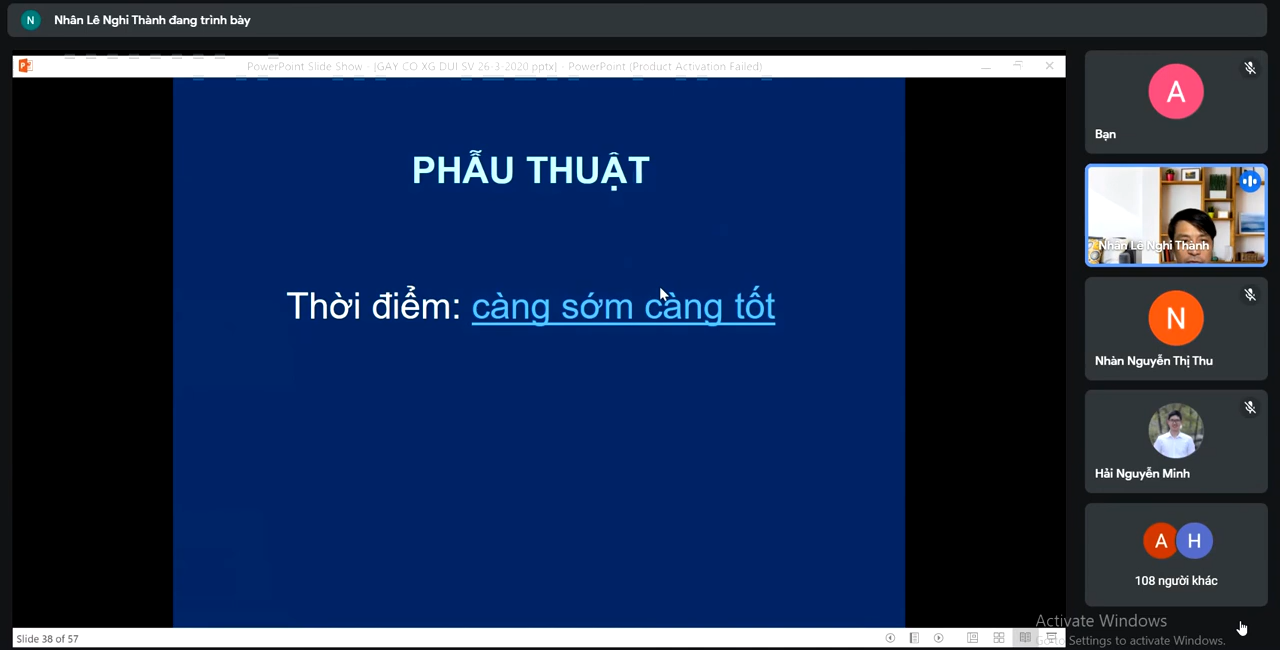 N Nhân Lê Nghi Thành đang trình bày
PowerPoint Slide Show - [GAY CO XG DUI-SV 26-3-2020.pptx] - PowerPoint (Product Activation Failed)
PHẪU THUẬT
Thời điểm: càng sớm càng tốt
Slide 38 of 57
A
Bạn
Nhân Lê Nghi Thành
N
Nhàn Nguyễn Thị Thu
Hải Nguyễn Minh
A H
108 người khác
Activate Windows
Go to Settings to activate Windows.